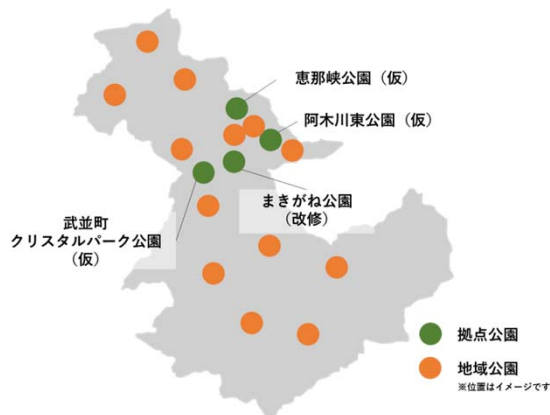 恵那峡公園（仮）
阿木川東公園（仮）
まきがね公園
（改修）
武並町
クリスタルパーク公園
（仮）
拠点公園
地域公園
※位置はイメージです